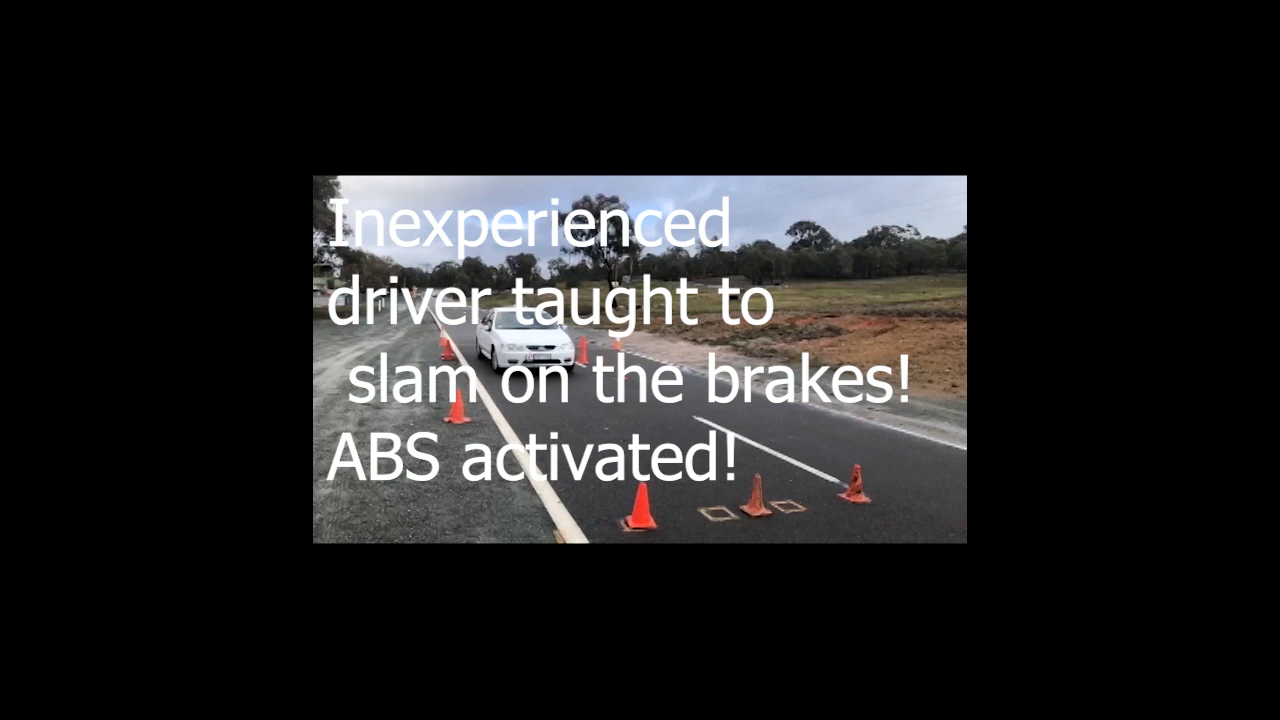 Inexperienced
driver taught to
slam on the brakes!
ABS activated!